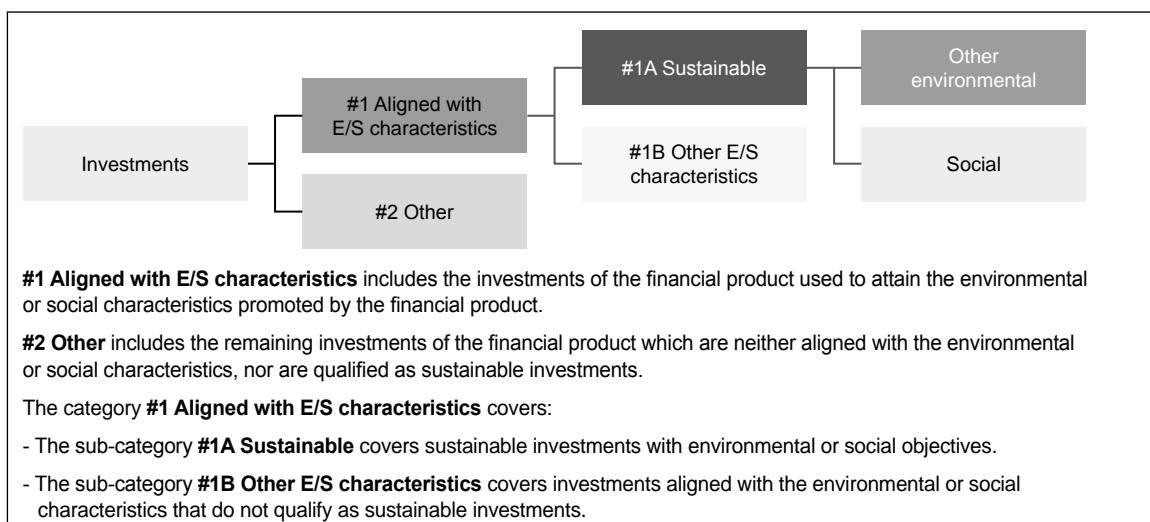 Investments
#1 Aligned with
E/S characteristics
#2 Other
#1A Sustainable
#1B Other E/S
characteristics
Other
environmental
Social
#1 Aligned with E/S characteristics includes the investments of the financial product used to attain the environmental
or social characteristics promoted by the financial product.
#2 Other includes the remaining investments of the financial product which are neither aligned with the environmental
or social characteristics, nor are qualified as sustainable investments.
The category #1 Aligned with E/S characteristics covers:
- The sub-category #1A Sustainable covers sustainable investments with environmental or social objectives.
- The sub-category #1B Other E/S characteristics covers investments aligned with the environmental or social
characteristics that do not qualify as sustainable investments.